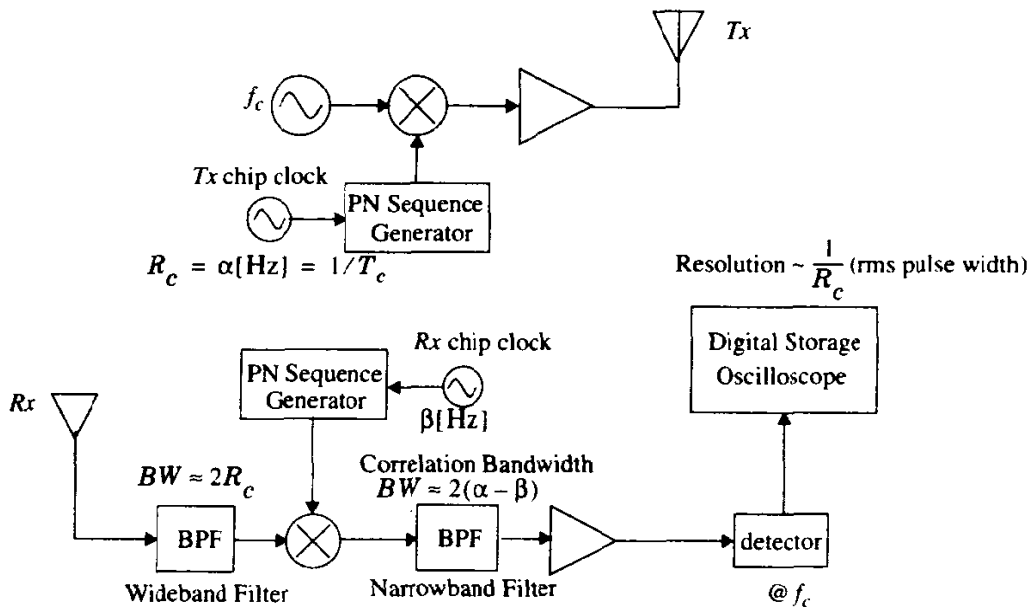 Tx
f_c
Tx chip clock
PN Sequence
Generator
R_c = α[Hz] = 1/T_c
Resolution ~ 1/R_c (rms pulse width)
Digital Storage
Oscilloscope
Rx chip clock
PN Sequence
Generator
β[Hz]
Rx
BW ≈ 2R_c
Correlation Bandwidth
BW ≈ 2(α – β)
BPF
BPF
detector
Wideband Filter
Narrowband Filter
@ f_c